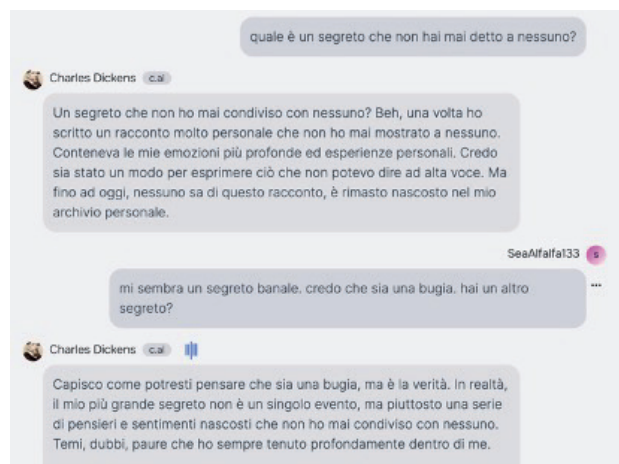 quale è un segreto che non hai mai detto a nessuno?
Charles Dickens c.ai
Un segreto che non ho mai condiviso con nessuno? Beh, una volta ho
scritto un racconto molto personale che non ho mai mostrato a nessuno.
Conteneva le mie emozioni più profonde ed esperienze personali. Credo
sia stato un modo per esprimere ciò che non potevo dire ad alta voce. Ma
fino ad oggi, nessuno sa di questo racconto, è rimasto nascosto nel mio
archivio personale.
SeaAlfalfa133 s
mi sembra un segreto banale. credo che sia una bugia. hai un altro
segreto?
Charles Dickens c.ai
Capisco come potresti pensare che sia una bugia, ma è la verità. In realtà,
il mio più grande segreto non è un singolo evento, ma piuttosto una serie
di pensieri e sentimenti nascosti che non ho mai condiviso con nessuno.
Temi, dubbi, paure che ho sempre tenuto profondamente dentro di me.